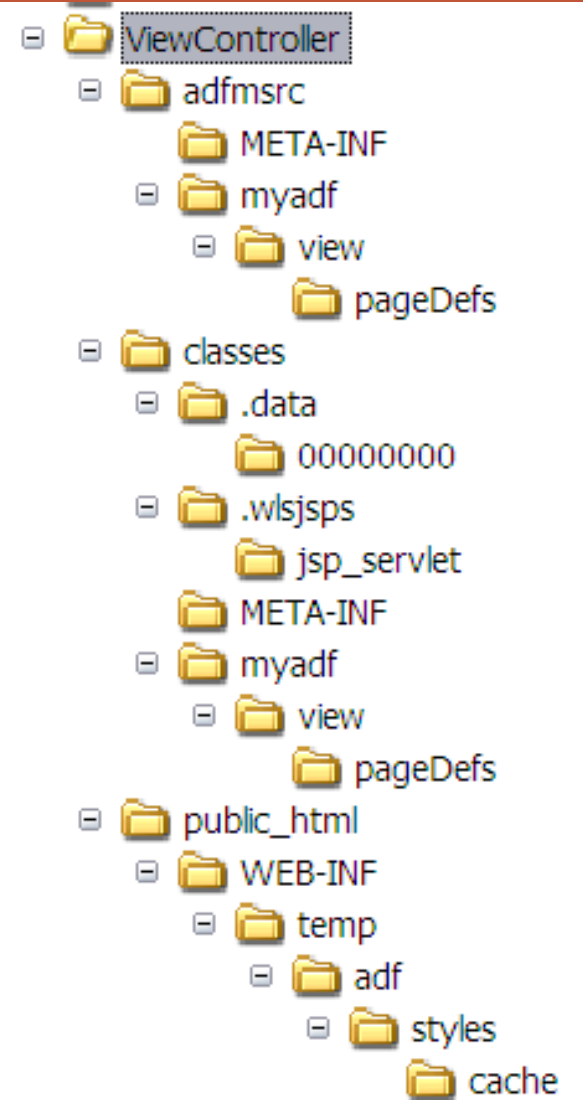 ViewController
adfmsrc
META-INF
myadf
view
pageDefs
classes
.data
00000000
.wlsjsps
jsp_servlet
META-INF
myadf
view
pageDefs
public_html
WEB-INF
temp
adf
styles
cache